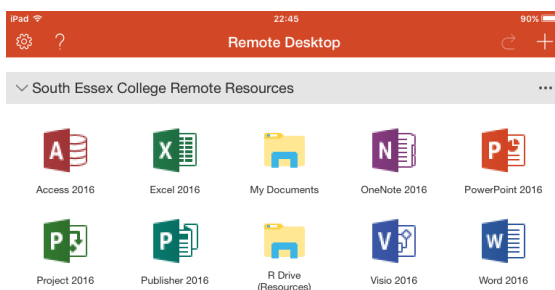 iPad 22:45 90%
? Remote Desktop
South Essex College Remote Resources
A X N P
Access 2016 Excel 2016 My Documents OneNote 2016 PowerPoint 2016
P P V W
Project 2016 Publisher 2016 R Drive (Resources) Visio 2016 Word 2016